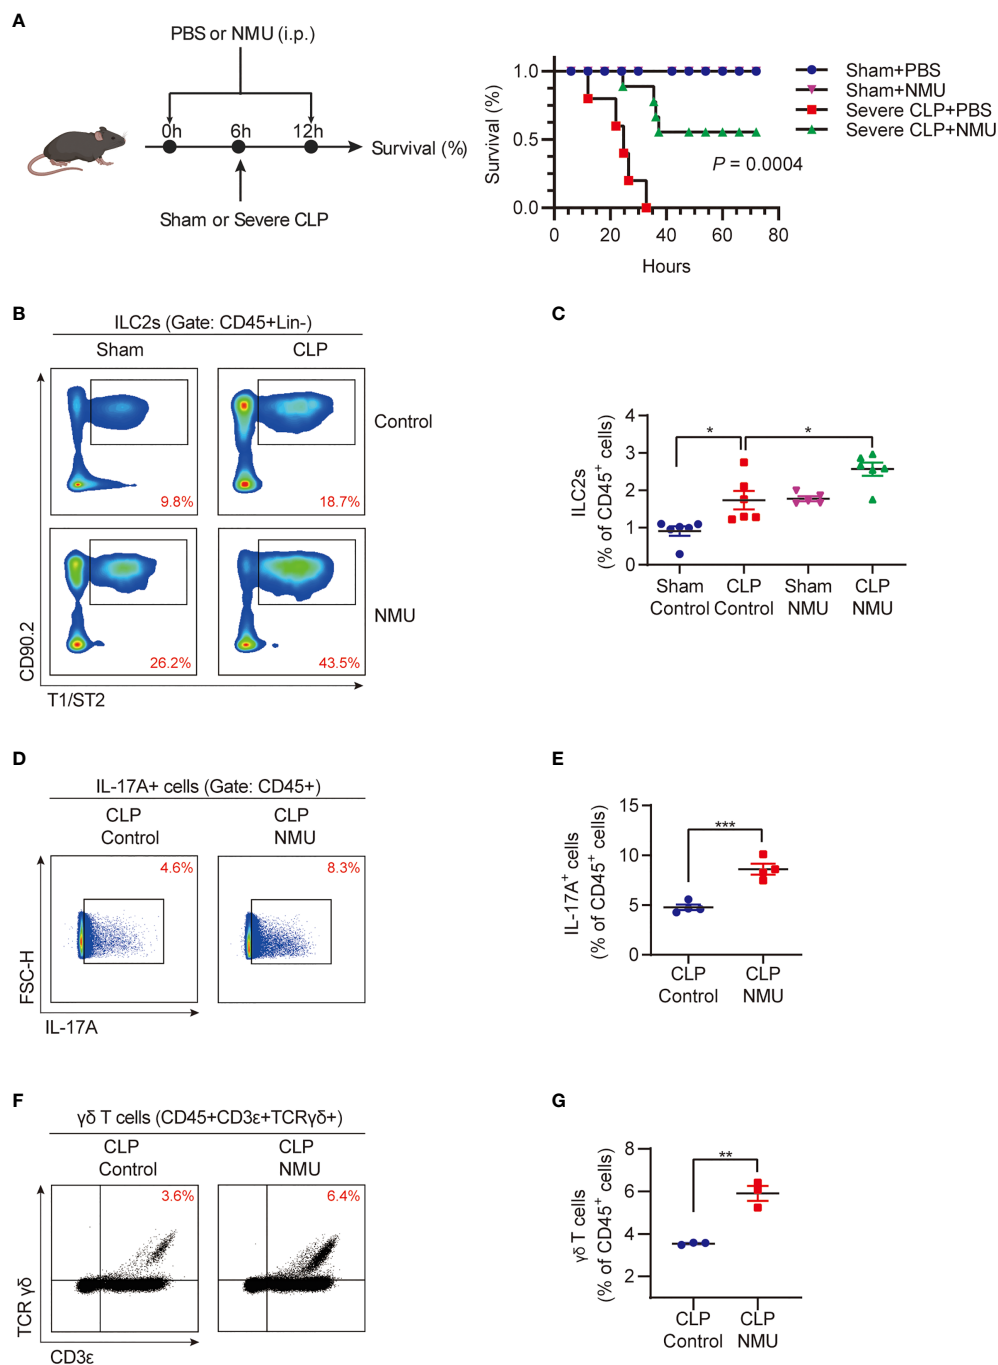 A
PBS or NMU (i.p.)
0h
6h
12h
Survival (%)
Sham or Severe CLP
Survival (%)
1.0
0.5
0.0
0
20
40
60
80
Hours
P = 0.0004
Sham+PBS
Sham+NMU
Severe CLP+PBS
Severe CLP+NMU
B
ILC2s (Gate: CD45+Lin-)
Sham
CLP
9.8%
18.7%
Control
26.2%
43.5%
NMU
CD90.2
T1/ST2
C
ILC2s
(% of CD45⁺ cells)
4
3
2
1
0
*
*
Sham
Control
CLP
Control
Sham
NMU
CLP
NMU
D
IL-17A+ cells (Gate: CD45+)
CLP
Control
CLP
NMU
4.6%
8.3%
FSC-H
IL-17A
E
IL-17A⁺ cells
(% of CD45⁺ cells)
15
10
5
0
***
CLP
Control
CLP
NMU
F
γδ T cells (CD45+CD3ε+TCRγδ+)
CLP
Control
CLP
NMU
3.6%
6.4%
TCR γδ
CD3ε
G
γδ T cells
(% of CD45⁺ cells)
8
6
4
2
**
CLP
Control
CLP
NMU